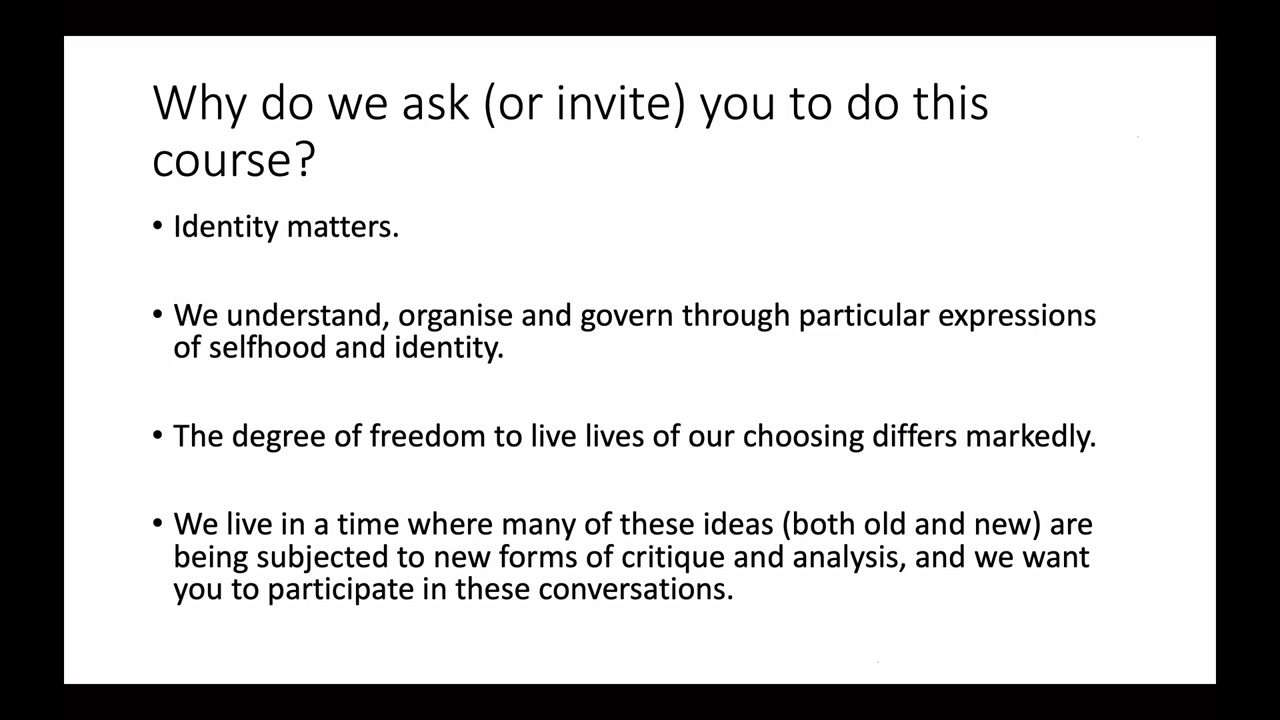 Why do we ask (or invite) you to do this
course?
• Identity matters.
• We understand, organise and govern through particular expressions
of selfhood and identity.
• The degree of freedom to live lives of our choosing differs markedly.
• We live in a time where many of these ideas (both old and new) are
being subjected to new forms of critique and analysis, and we want
you to participate in these conversations.